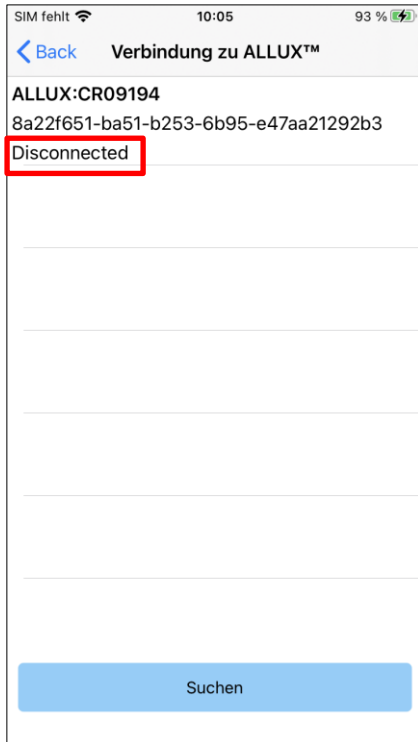 SIM fehlt 10:05 93 %
Back Verbindung zu ALLUX™
ALLUX:CR09194
8a22f651-ba51-b253-6b95-e47aa21292b3
Disconnected
Suchen